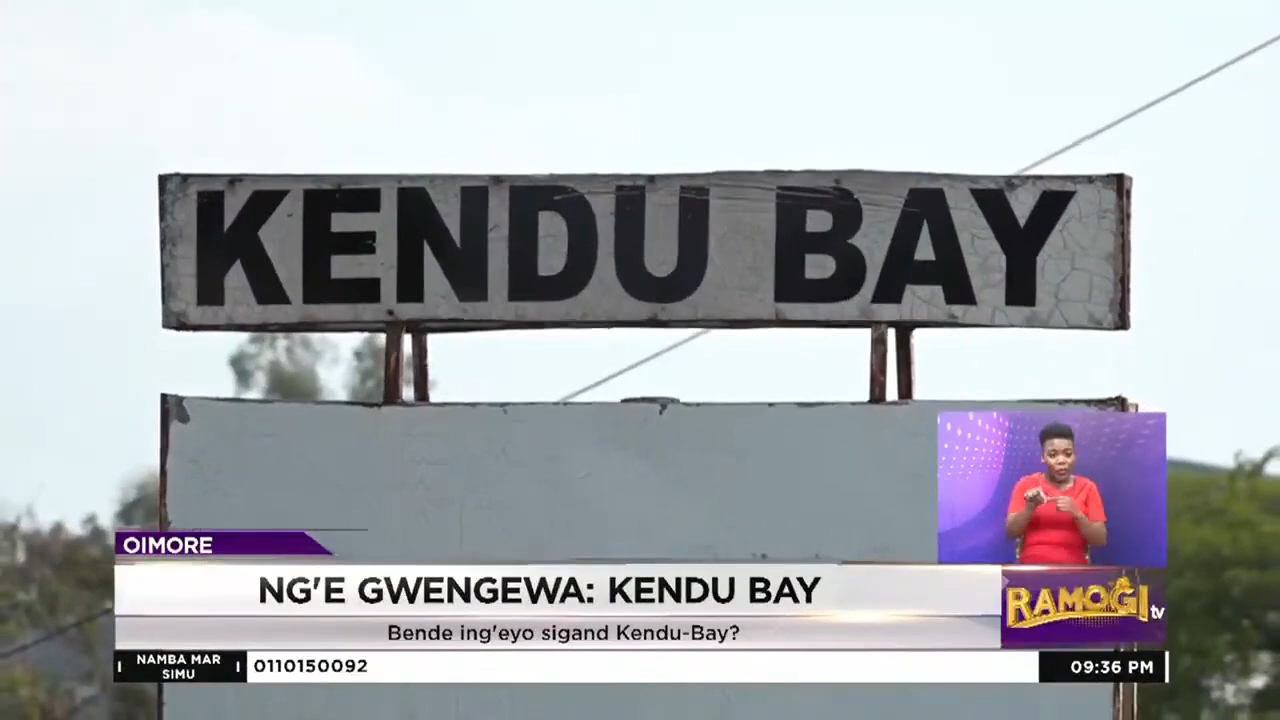 KENDU BAY
OIMORE
NG'E GWENGEWA: KENDU BAY
RAMOGI tv
Bende ing'eyo sigand Kendu-Bay?
NAMBA MAR
SIMU
0110150092
09:36 PM